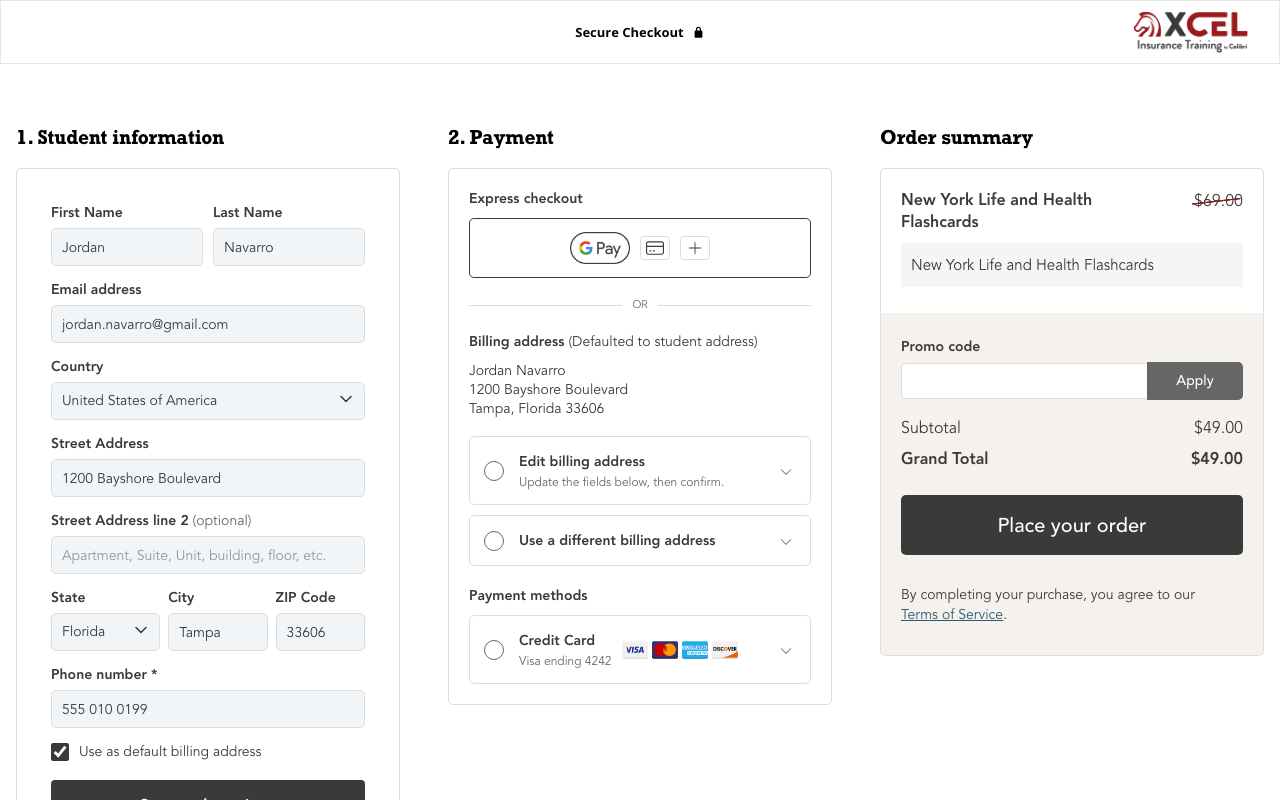 Secure Checkout
XCEL
Insurance Training by Colibri
1. Student information
First Name
Last Name
Jordan
Navarro
Email address
jordan.navarro@gmail.com
Country
United States of America
Street Address
1200 Bayshore Boulevard
Street Address line 2 (optional)
Apartment, Suite, Unit, building, floor, etc.
State
City
ZIP Code
Florida
Tampa
33606
Phone number *
555 010 0199
Use as default billing address
2. Payment
Express checkout
G Pay
OR
Billing address (Defaulted to student address)
Jordan Navarro
1200 Bayshore Boulevard
Tampa, Florida 33606
Edit billing address
Update the fields below, then confirm.
Use a different billing address
Payment methods
Credit Card
Visa ending 4242
VISA
DISCOVER
Order summary
New York Life and Health
Flashcards
$69.00
New York Life and Health Flashcards
Promo code
Apply
Subtotal
$49.00
Grand Total
$49.00
Place your order
By completing your purchase, you agree to our
Terms of Service.